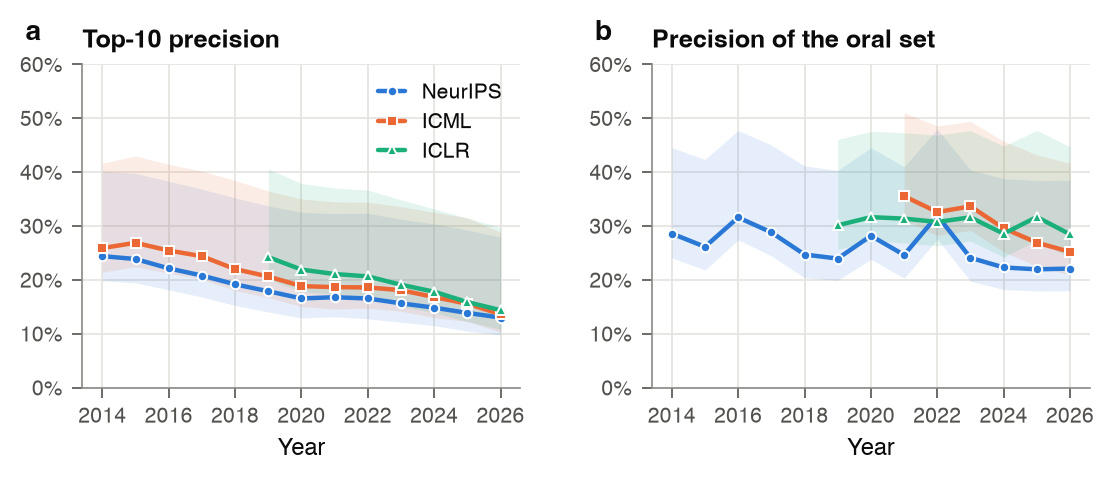 a Top-10 precision
60%
50%
40%
30%
20%
10%
0%
NeurIPS
ICML
ICLR
2014 2016 2018 2020 2022 2024 2026
Year
b Precision of the oral set
60%
50%
40%
30%
20%
10%
0%
2014 2016 2018 2020 2022 2024 2026
Year